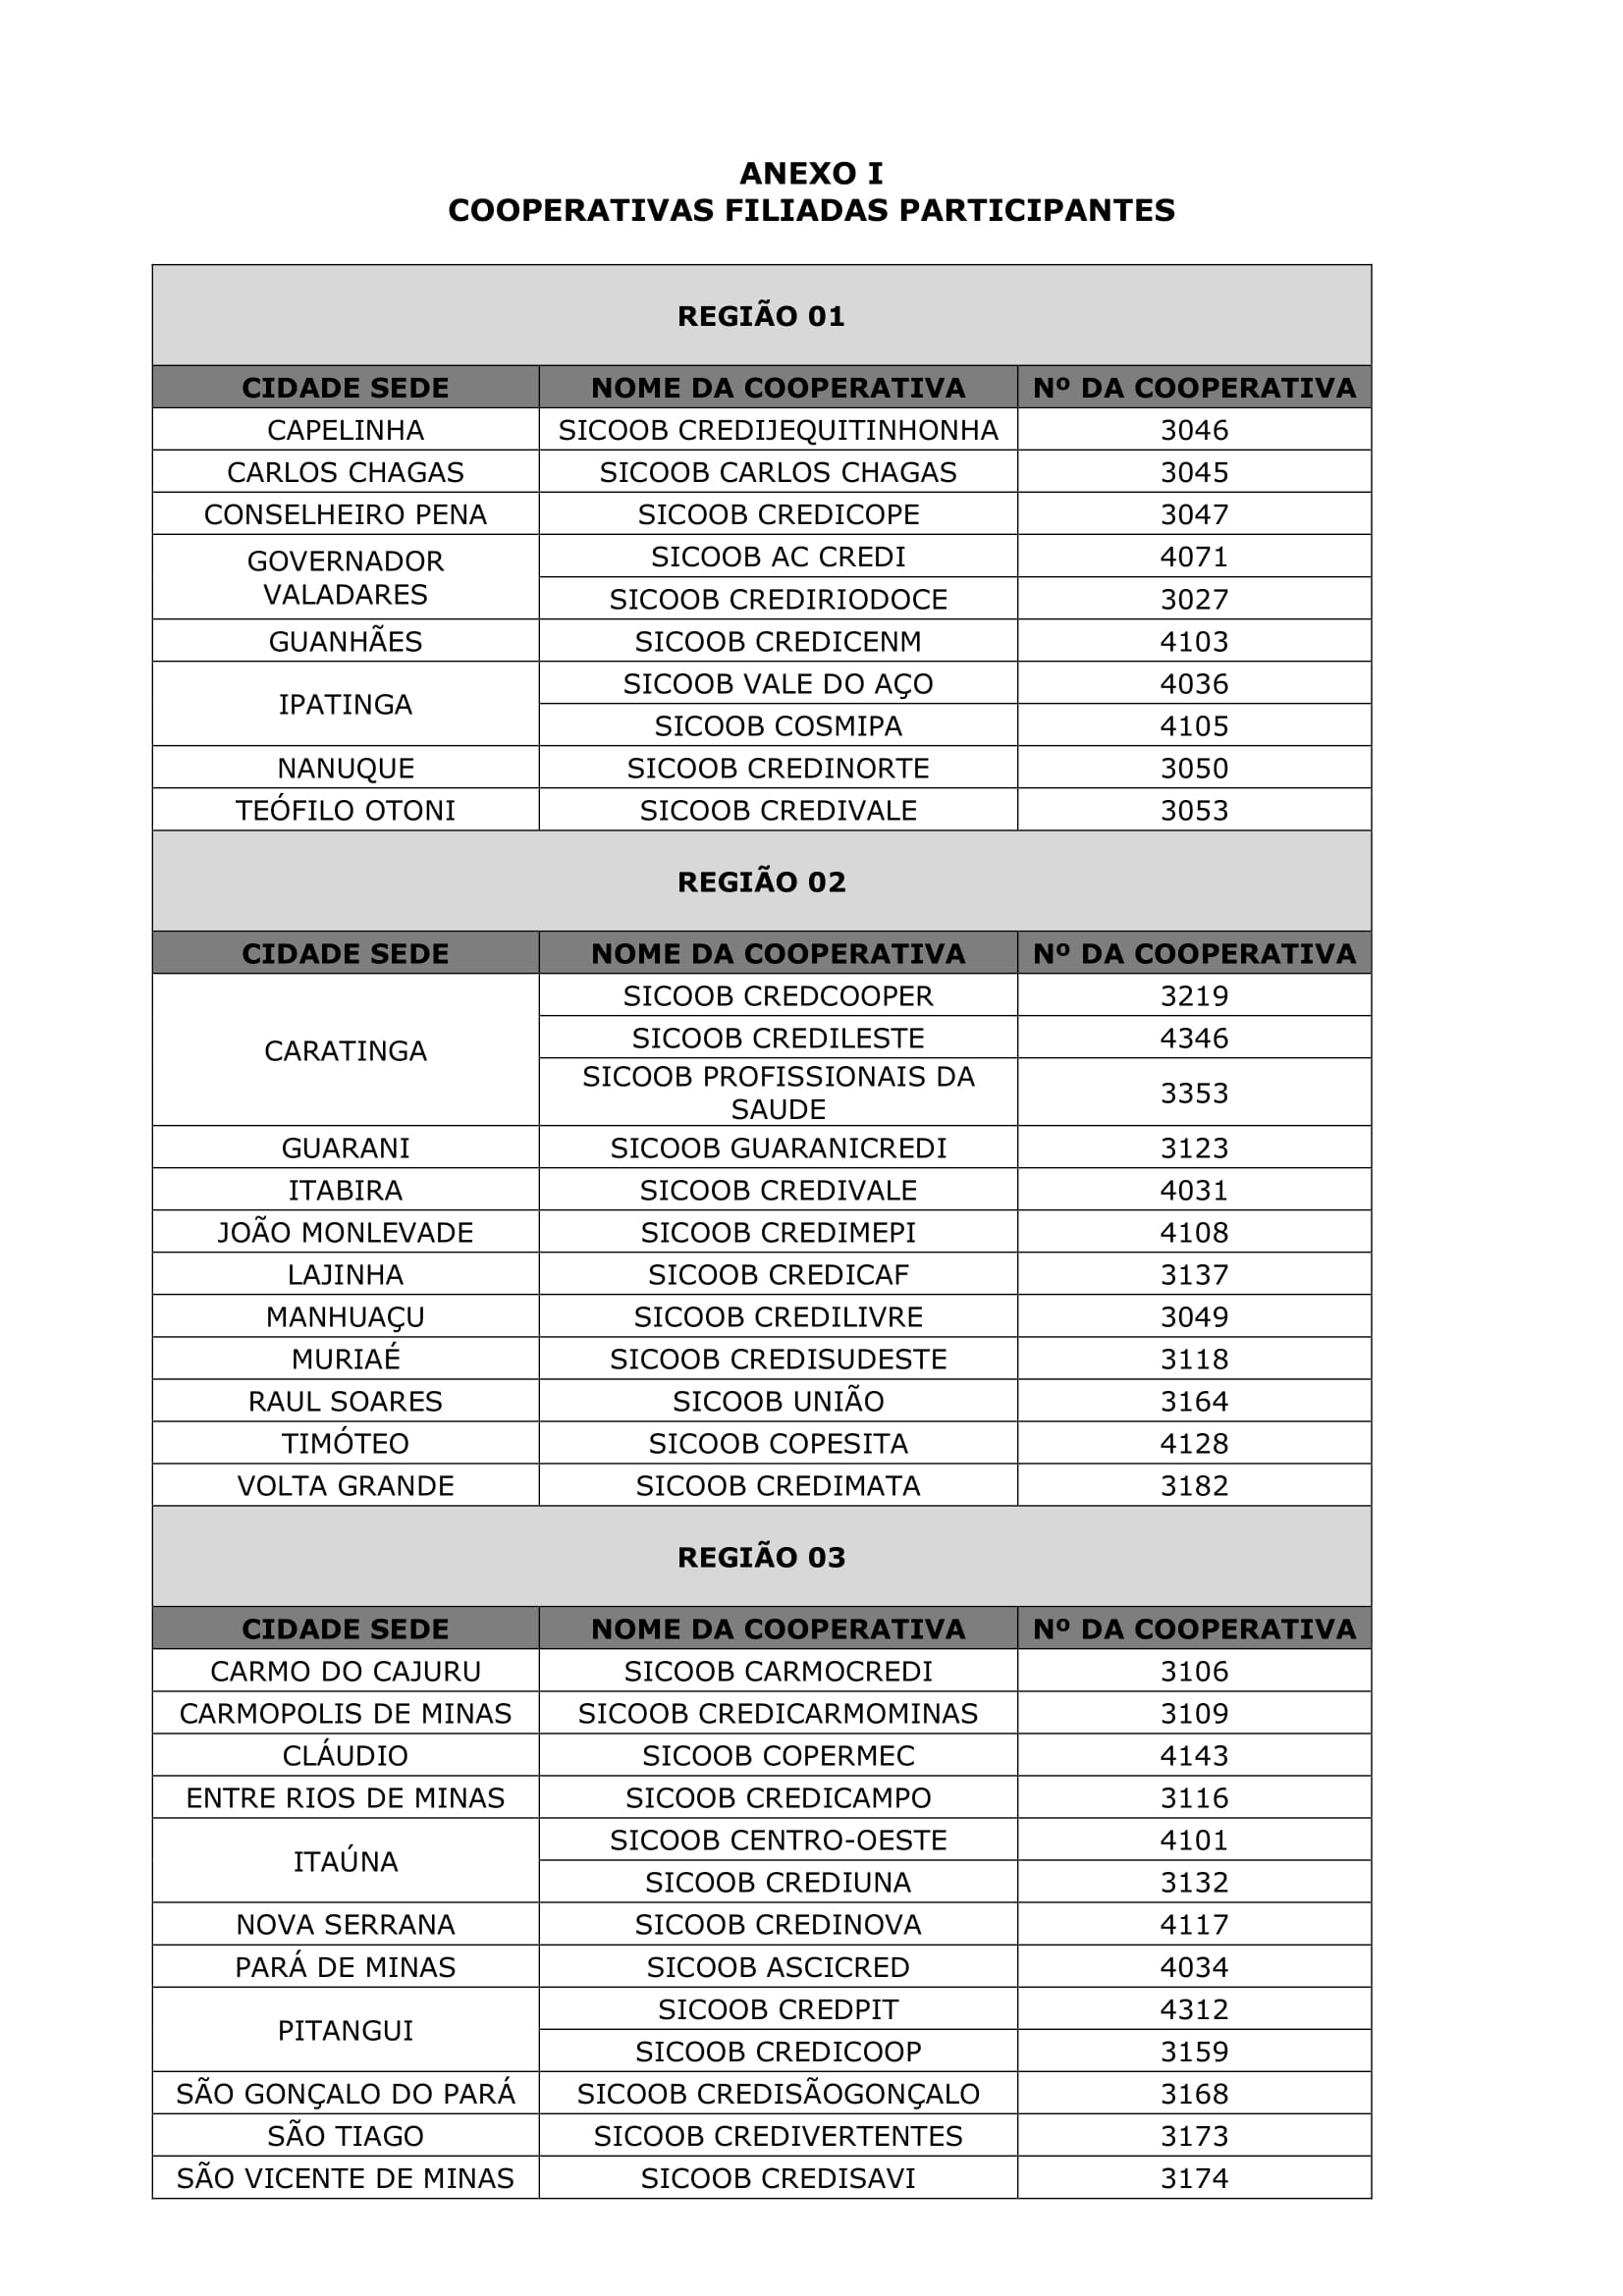 ANEXO I
COOPERATIVAS FILIADAS PARTICIPANTES
REGIÃO 01
CIDADE SEDE NOME DA COOPERATIVA Nº DA COOPERATIVA
CAPELINHA SICOOB CREDIJEQUITINHONHA 3046
CARLOS CHAGAS SICOOB CARLOS CHAGAS 3045
CONSELHEIRO PENA SICOOB CREDICOPE 3047
GOVERNADOR
VALADARES
SICOOB AC CREDI 4071
SICOOB CREDIRIODOCE 3027
GUANHÃES SICOOB CREDICENM 4103
IPATINGA
SICOOB VALE DO AÇO 4036
SICOOB COSMIPA 4105
NANUQUE SICOOB CREDINORTE 3050
TEÓFILO OTONI SICOOB CREDIVALE 3053
REGIÃO 02
CIDADE SEDE NOME DA COOPERATIVA Nº DA COOPERATIVA
CARATINGA
SICOOB CREDCOOPER 3219
SICOOB CREDILESTE 4346
SICOOB PROFISSIONAIS DA
SAUDE
3353
GUARANI SICOOB GUARANICREDI 3123
ITABIRA SICOOB CREDIVALE 4031
JOÃO MONLEVADE SICOOB CREDIMEPI 4108
LAJINHA SICOOB CREDICAF 3137
MANHUAÇU SICOOB CREDILIVRE 3049
MURIAÉ SICOOB CREDISUDESTE 3118
RAUL SOARES SICOOB UNIÃO 3164
TIMÓTEO SICOOB COPESITA 4128
VOLTA GRANDE SICOOB CREDIMATA 3182
REGIÃO 03
CIDADE SEDE NOME DA COOPERATIVA Nº DA COOPERATIVA
CARMO DO CAJURU SICOOB CARMOCREDI 3106
CARMOPOLIS DE MINAS SICOOB CREDICARMOMINAS 3109
CLÁUDIO SICOOB COPERMEC 4143
ENTRE RIOS DE MINAS SICOOB CREDICAMPO 3116
ITAÚNA
SICOOB CENTRO-OESTE 4101
SICOOB CREDIUNA 3132
NOVA SERRANA SICOOB CREDINOVA 4117
PARÁ DE MINAS SICOOB ASCICRED 4034
PITANGUI
SICOOB CREDPIT 4312
SICOOB CREDICOOP 3159
SÃO GONÇALO DO PARÁ SICOOB CREDISÃOGONÇALO 3168
SÃO TIAGO SICOOB CREDIVERTENTES 3173
SÃO VICENTE DE MINAS SICOOB CREDISAVI 3174